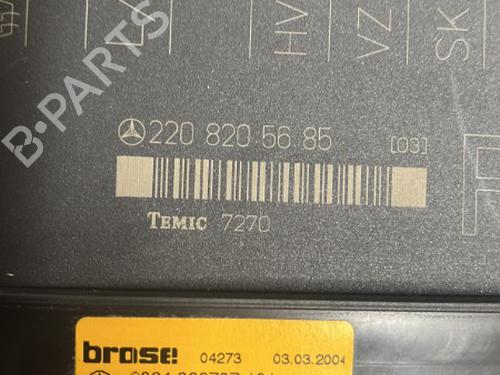 HV
VZ
SK
B-PARTS
220 820 56 85 [03]
TEMIC 7270
F
brose 04273 03.03.2004